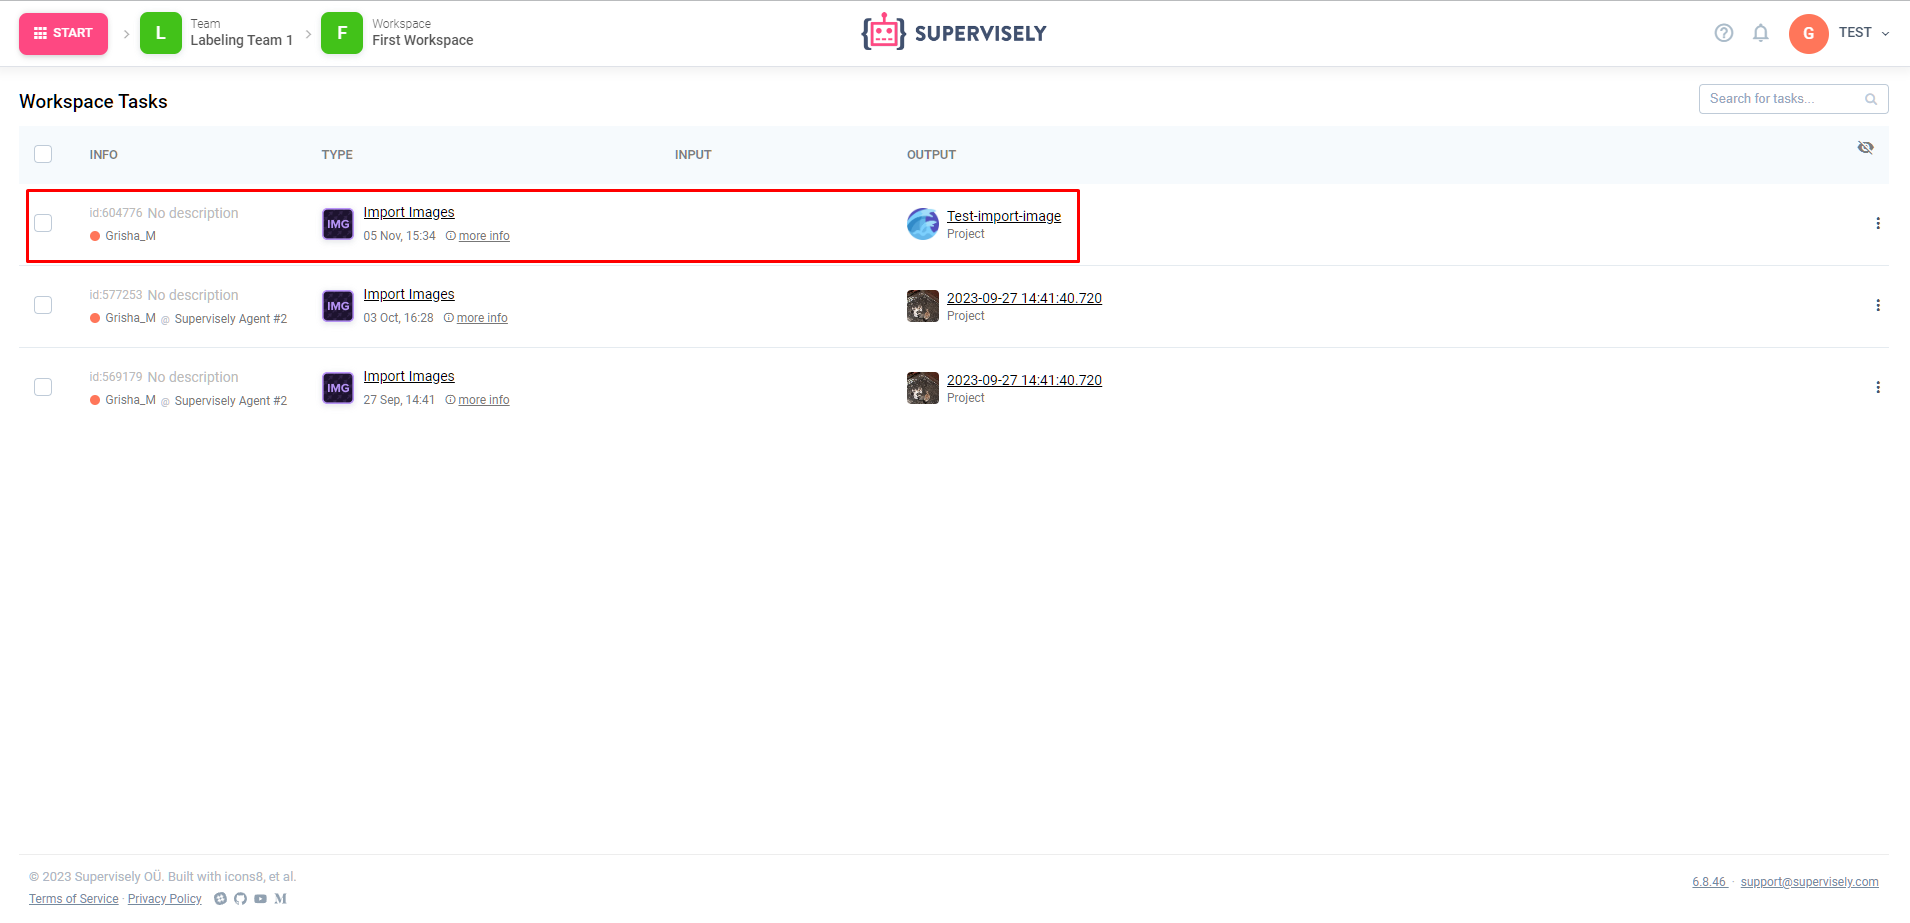 START
L
Team
Labeling Team 1
F
Workspace
First Workspace
SUPERVISELY
G
TEST
Workspace Tasks
Search for tasks...
INFO TYPE INPUT OUTPUT
id:604776 No description
Grisha_M
IMG
Import Images
05 Nov, 15:34 more info
Test-import-image
Project
id:577253 No description
Grisha_M @ Supervisely Agent #2
IMG
Import Images
03 Oct, 16:28 more info
2023-09-27 14:41:40.720
Project
id:569179 No description
Grisha_M @ Supervisely Agent #2
IMG
Import Images
27 Sep, 14:41 more info
2023-09-27 14:41:40.720
Project
© 2023 Supervisely OÜ. Built with icons8, et al.
Terms of Service · Privacy Policy
6.8.46 · support@supervisely.com